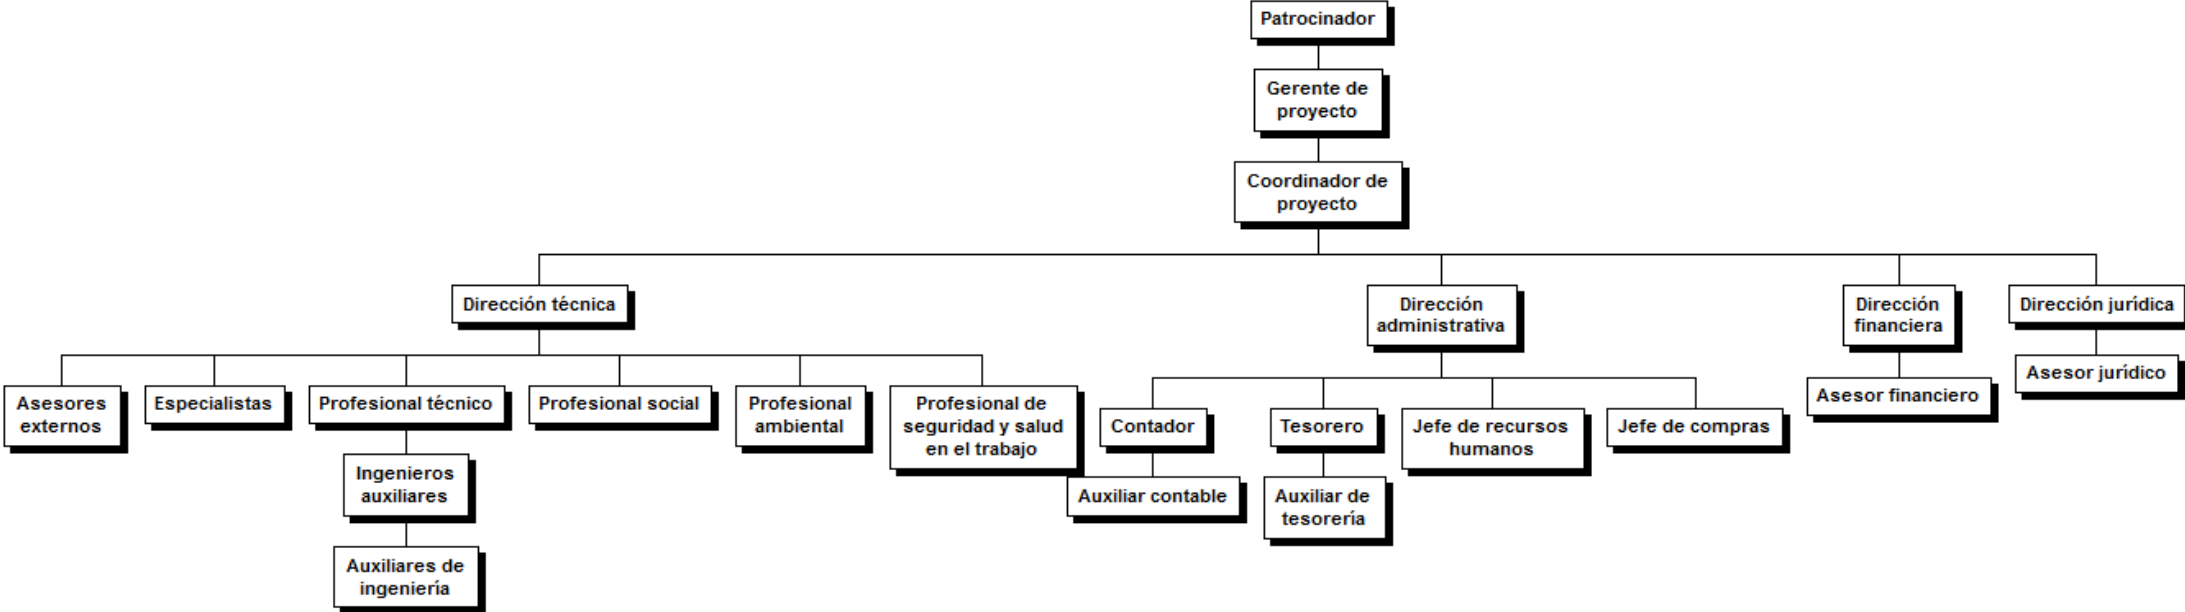 Patrocinador
Gerente de
proyecto
Coordinador de
proyecto
Dirección técnica
Dirección
administrativa
Dirección
financiera
Dirección jurídica
Asesores
externos
Especialistas
Profesional técnico
Profesional social
Profesional
ambiental
Profesional de
seguridad y salud
en el trabajo
Contador
Tesorero
Jefe de recursos
humanos
Jefe de compras
Asesor financiero
Asesor jurídico
Ingenieros
auxiliares
Auxiliar contable
Auxiliar de
tesorería
Auxiliares de
ingeniería